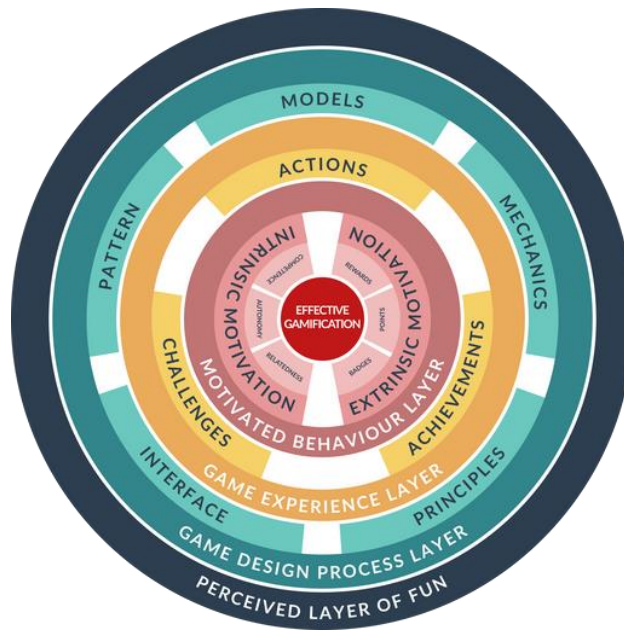 MODELS
PATTERN
MECHANICS
ACTIONS
INTRINSIC MOTIVATION
EXTRINSIC MOTIVATION
COMPETENCE
REWARDS
AUTONOMY
EFFECTIVE
GAMIFICATION
POINTS
RELATEDNESS
BADGES
CHALLENGES
ACHIEVEMENTS
MOTIVATED BEHAVIOUR LAYER
INTERFACE
PRINCIPLES
GAME EXPERIENCE LAYER
GAME DESIGN PROCESS LAYER
PERCEIVED LAYER OF FUN